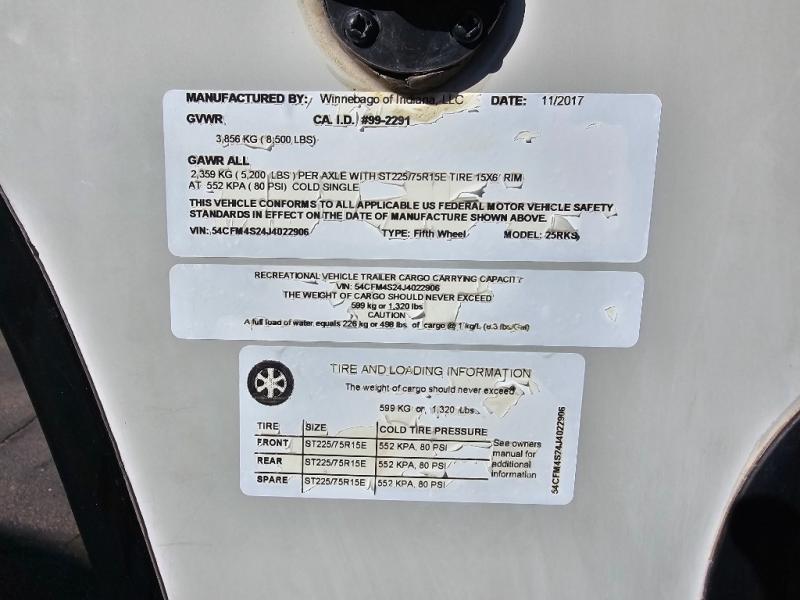 MANUFACTURED BY: Winnebago of Indiana, LLC DATE: 11/2017
GVWR CA. I.D. #99-2291
3,856 KG ( 8,500 LBS)
GAWR ALL
2,359 KG ( 5,200 LBS ) PER AXLE WITH ST225/75R15E TIRE 15X6 RIM
AT 552 KPA ( 80 PSI) COLD SINGLE
THIS VEHICLE CONFORMS TO ALL APPLICABLE US FEDERAL MOTOR VEHICLE SAFETY
STANDARDS IN EFFECT ON THE DATE OF MANUFACTURE SHOWN ABOVE.
VIN: 54CFM4S24J4022906 TYPE: Fifth Wheel MODEL: 25RKS
RECREATIONAL VEHICLE TRAILER CARGO CARRYING CAPACITY
VIN: 54CFM4S24J4022906
THE WEIGHT OF CARGO SHOULD NEVER EXCEED
599 kg or 1,320 lbs
CAUTION
A full load of water equals 226 kg or 498 lbs. of cargo @ 1 kg/L (8.3 lbs/Gal)
TIRE AND LOADING INFORMATION
The weight of cargo should never exceed
599 KG or 1,320 Lbs.
TIRE SIZE COLD TIRE PRESSURE
FRONT ST225/75R15E 552 KPA, 80 PSI
REAR ST225/75R15E 552 KPA, 80 PSI
SPARE ST225/75R15E 552 KPA, 80 PSI
See owners
manual for
additional
information
54CFM4S24J4022906